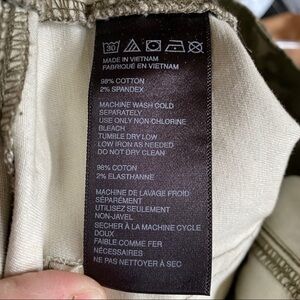 MADE IN VIETNAM
FABRIQUÉ EN VIETNAM
98% COTTON
2% SPANDEX
MACHINE WASH COLD
SEPARATELY
USE ONLY NON-CHLORINE
BLEACH
TUMBLE DRY LOW
LOW IRON AS NEEDED
DO NOT DRY CLEAN
98% COTON
2% ELASTHANNE
MACHINE DE LAVAGE FROID
SÉPARÉMENT
UTILISEZ SEULEMENT
NON-JAVEL
SECHER À LA MACHINE CYCLE
DOUX
FAIBLE COMME FER
NÉCESSAIRES
NE PAS NETTOYER À SEC